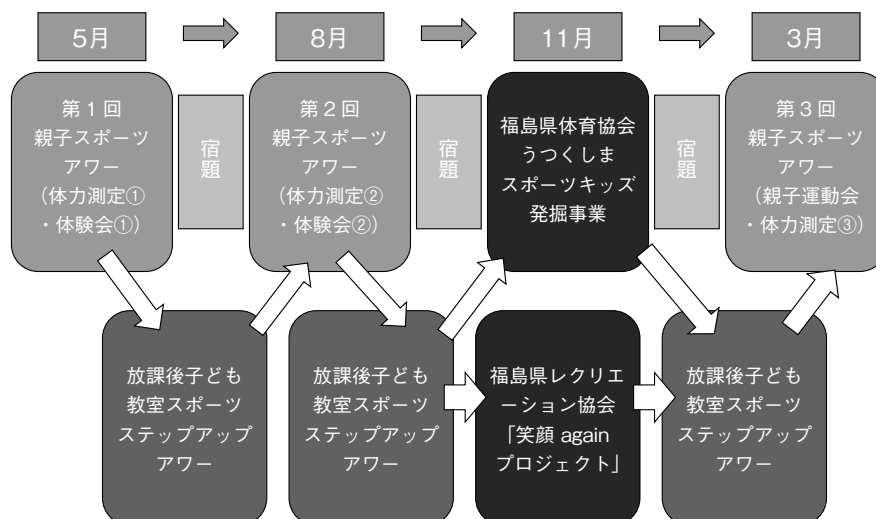 5月
8月
11月
3月
第1回
親子スポーツ
アワー
（体力測定①
・体験会①）
宿題
第2回
親子スポーツ
アワー
（体力測定②
・体験会②）
宿題
福島県体育協会
うつくしま
スポーツキッズ
発掘事業
宿題
第3回
親子スポーツ
アワー
（親子運動会
・体力測定③）
放課後子ども
教室スポーツ
ステップアップ
アワー
放課後子ども
教室スポーツ
ステップアップ
アワー
福島県レクリエ
ーション協会
「笑顔 again
プロジェクト」
放課後子ども
教室スポーツ
ステップアップ
アワー